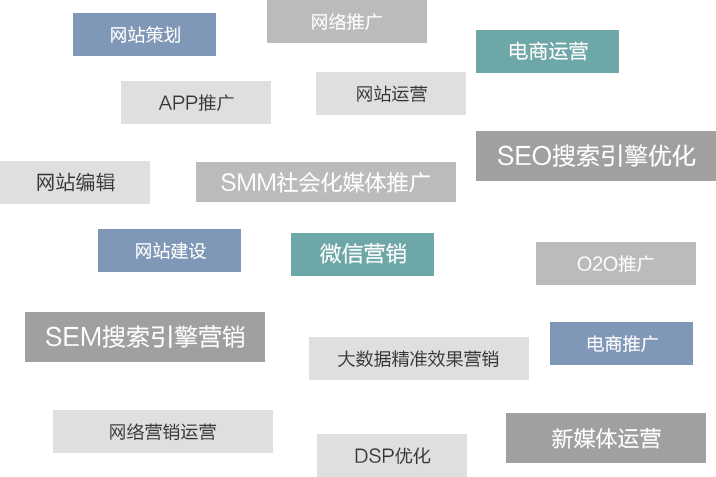 网络推广
网站策划
电商运营
APP推广
网站运营
SEO搜索引擎优化
网站编辑
SMM社会化媒体推广
网站建设
微信营销
O2O推广
SEM搜索引擎营销
电商推广
大数据精准效果营销
网络营销运营
新媒体运营
DSP优化